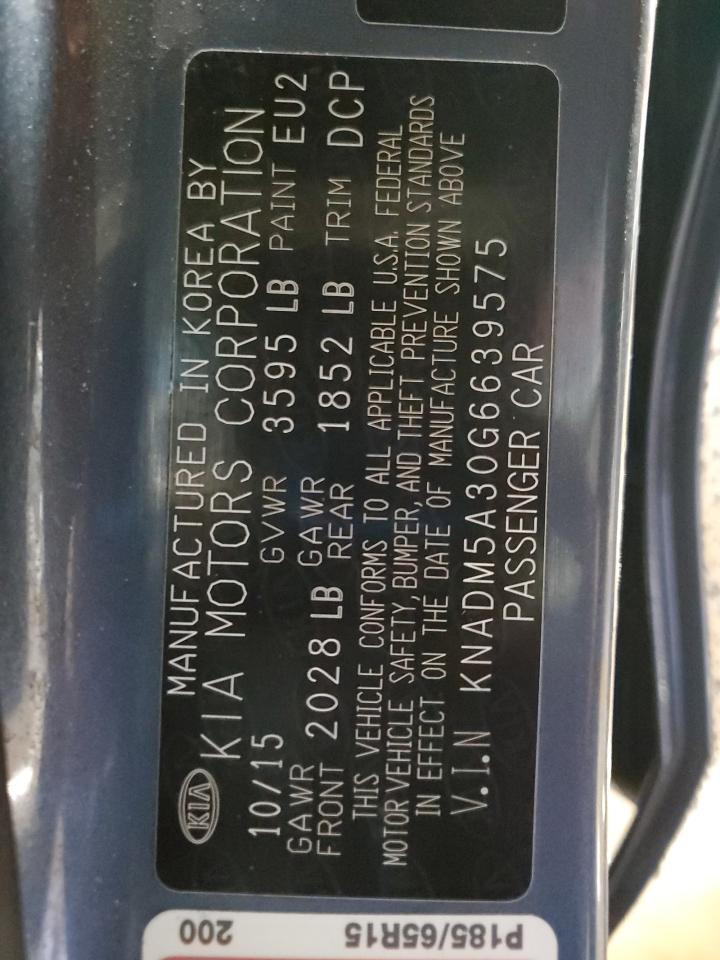 KIA
MANUFACTURED IN KOREA BY
KIA MOTORS CORPORATION
10/15 GVWR 3595 LB PAINT EU2
GAWR FRONT 2028 LB GAWR REAR 1852 LB TRIM DCP
THIS VEHICLE CONFORMS TO ALL APPLICABLE U.S.A. FEDERAL
MOTOR VEHICLE SAFETY, BUMPER, AND THEFT PREVENTION STANDARDS
IN EFFECT ON THE DATE OF MANUFACTURE SHOWN ABOVE
V.I.N KNADM5A30G6639575
PASSENGER CAR
P185/65R15 200